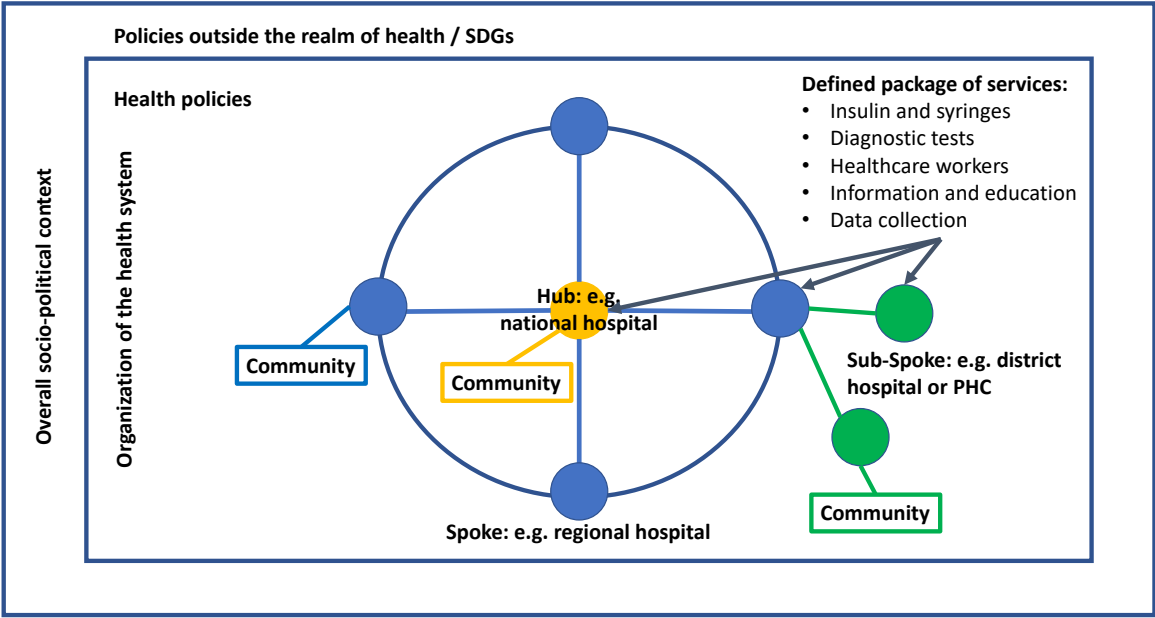 Policies outside the realm of health / SDGs
Overall socio-political context
Health policies
Organization of the health system
Defined package of services:
• Insulin and syringes
• Diagnostic tests
• Healthcare workers
• Information and education
• Data collection
Hub: e.g.
national hospital
Community
Community
Sub-Spoke: e.g. district
hospital or PHC
Community
Spoke: e.g. regional hospital